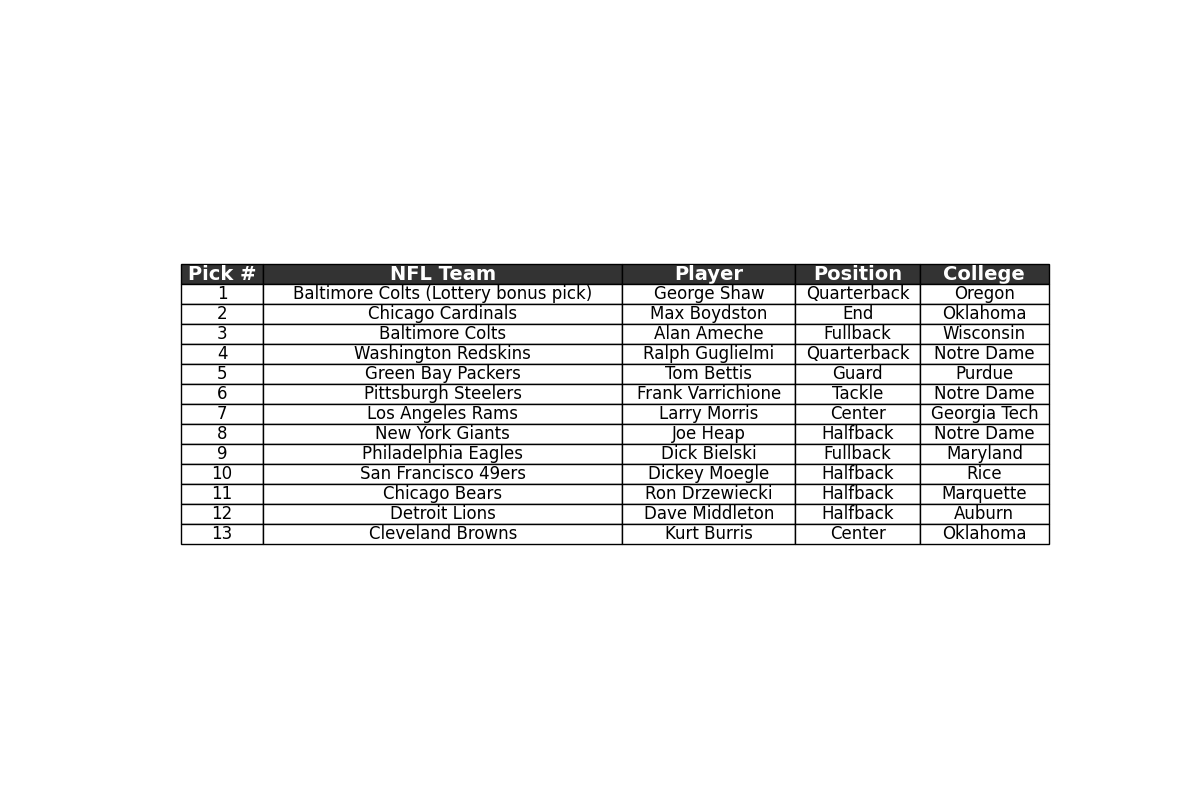 Pick # NFL Team Player Position College
1 Baltimore Colts (Lottery bonus pick) George Shaw Quarterback Oregon
2 Chicago Cardinals Max Boydston End Oklahoma
3 Baltimore Colts Alan Ameche Fullback Wisconsin
4 Washington Redskins Ralph Guglielmi Quarterback Notre Dame
5 Green Bay Packers Tom Bettis Guard Purdue
6 Pittsburgh Steelers Frank Varrichione Tackle Notre Dame
7 Los Angeles Rams Larry Morris Center Georgia Tech
8 New York Giants Joe Heap Halfback Notre Dame
9 Philadelphia Eagles Dick Bielski Fullback Maryland
10 San Francisco 49ers Dickey Moegle Halfback Rice
11 Chicago Bears Ron Drzewiecki Halfback Marquette
12 Detroit Lions Dave Middleton Halfback Auburn
13 Cleveland Browns Kurt Burris Center Oklahoma